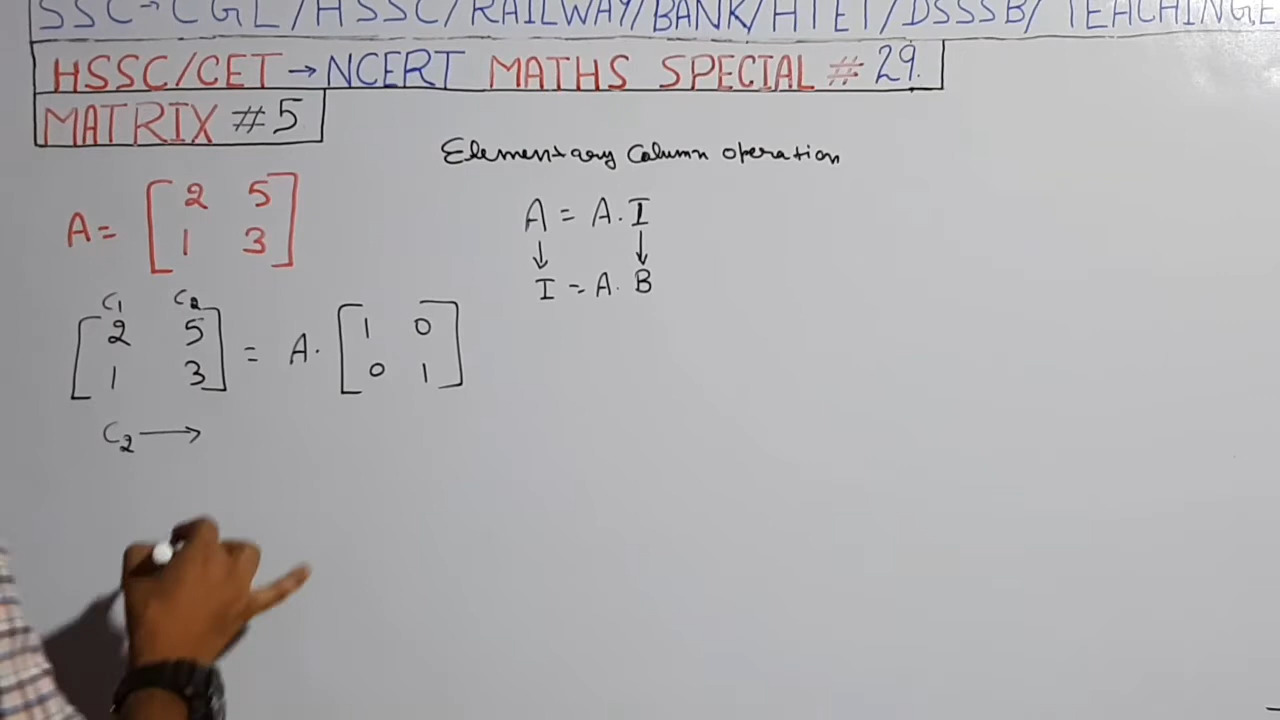 SSC→CGL/HSSC/RAILWAY/BANK/HTET/DSSSB/TEACHING
HSSC/CET→NCERT MATHS SPECIAL # 29.
MATRIX # 5
Elementary Column operation
A = [ 2 5
1 3 ]
A = A. I
↓ ↓
I = A. B
C1 C2
[ 2 5
1 3 ] = A. [ 1 0
0 1 ]
C2 →